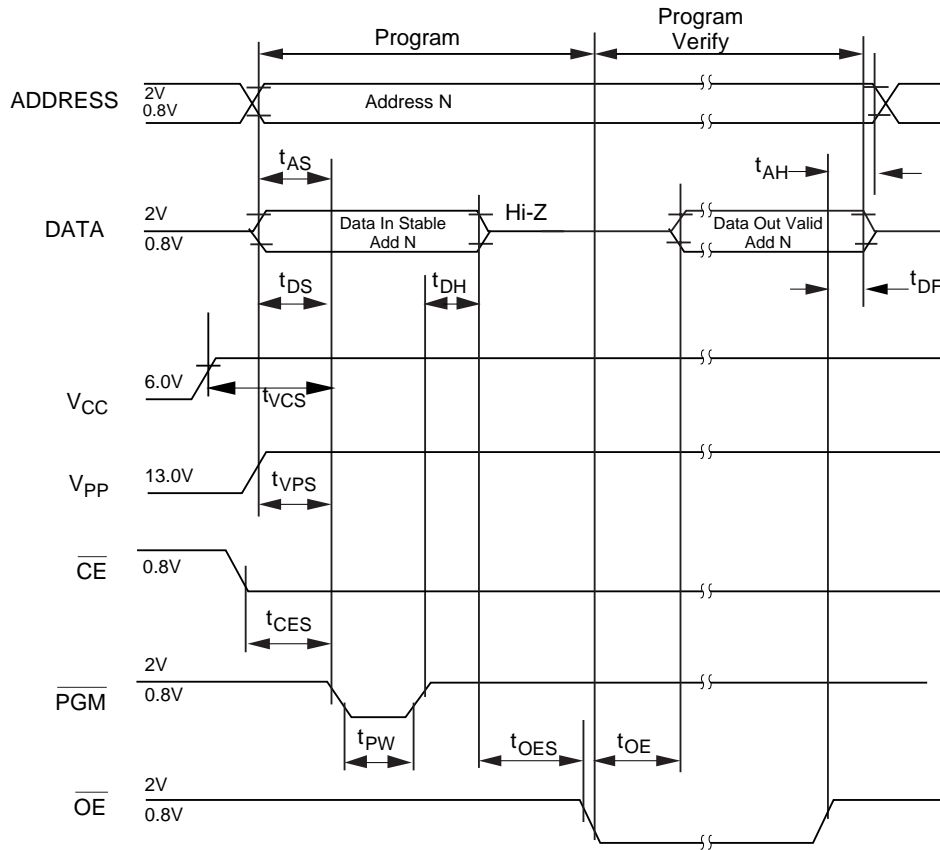 Program
Program
Verify
ADDRESS
2V
0.8V
Address N
tAS
tAH
DATA
2V
0.8V
Data In Stable
Add N
Hi-Z
Data Out Valid
Add N
tDS
tDH
tDF
VCC
6.0V
tVCS
VPP
13.0V
tVPS
CE
0.8V
tCES
PGM
2V
0.8V
tPW
tOES
tOE
OE
2V
0.8V